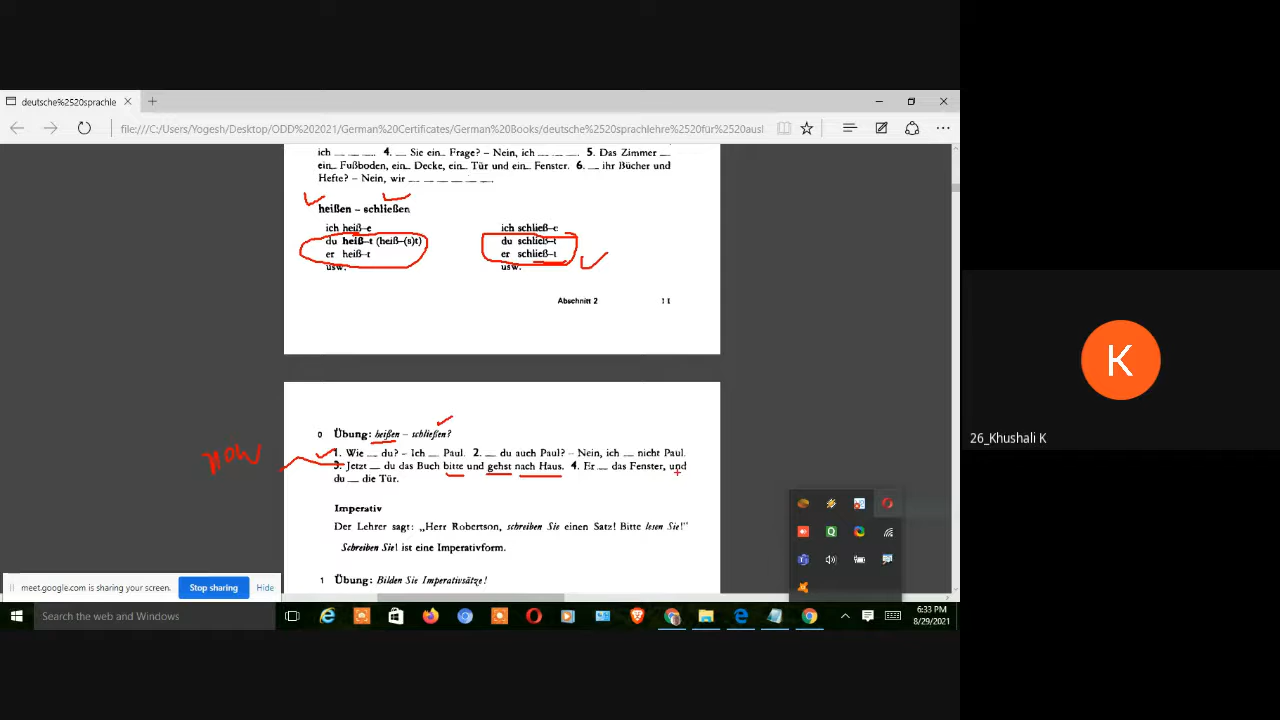 deutsche%2520sprachle
file:///C:/Users/Yogesh/Desktop/ODD%202021/German%20Certificates/German%20Books/deutsche%2520sprachlehre%2520für%2520ausl
ich __ __ __. 4. __ Sie ein_ Frage? – Nein, ich __ __ __. 5. Das Zimmer __
ein_ Fußboden, ein_ Decke, ein_ Tür und ein_ Fenster. 6. __ ihr Bücher und
Hefte? – Nein, wir __ __ __ __ __ __.
heißen – schließen
ich heiß–e
du heiß–t (heiß–(s)t)
er heiß–t
usw.
ich schließ–e
du schließ–t
er schließ–t
usw.
Abschnitt 2 11
0 Übung: heißen – schließen?
now
1. Wie __ du? – Ich __ Paul. 2. __ du auch Paul? – Nein, ich __ nicht Paul.
3. Jetzt __ du das Buch bitte und gehst nach Haus. 4. Er __ das Fenster, und
du __ die Tür.
Imperativ
Der Lehrer sagt: „Herr Robertson, schreiben Sie einen Satz! Bitte lesen Sie!"
Schreiben Sie! ist eine Imperativform.
1 Übung: Bilden Sie Imperativsätze!
meet.google.com is sharing your screen. Stop sharing Hide
Search the web and Windows
6:33 PM
8/29/2021
K
26_Khushali K